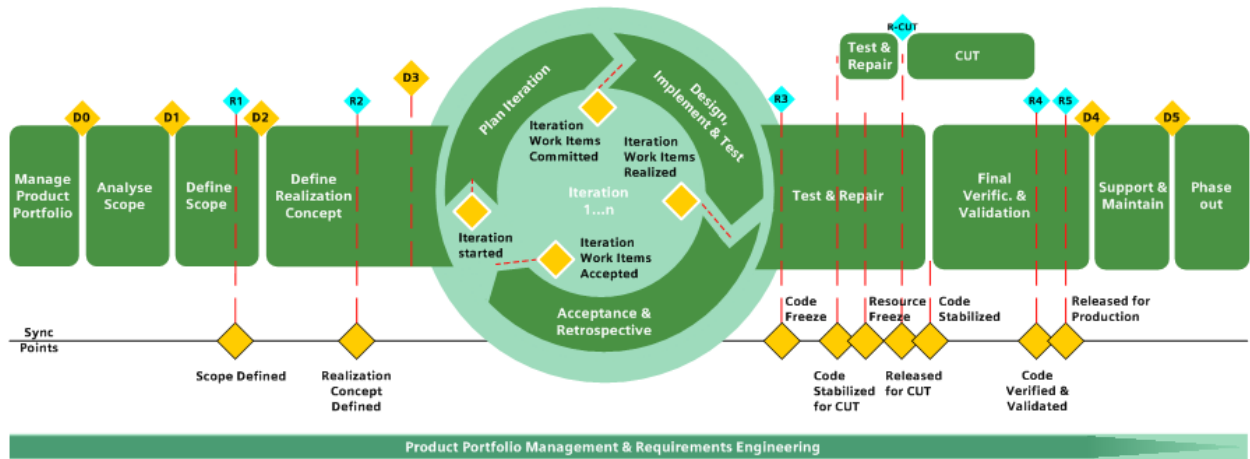 R-CUT
Test &
Repair
CUT
D3
R1
R2
R3
R4
R5
D0
D1
D2
D4
D5
Manage
Product
Portfolio
Analyse
Scope
Define
Scope
Define
Realization
Concept
Plan Iteration
Design,
Implement & Test
Acceptance &
Retrospective
Iteration
Work Items
Committed
Iteration
Work Items
Realized
Iteration
1...n
Iteration
started
Iteration
Work Items
Accepted
Test & Repair
Final
Verific. &
Validation
Support &
Maintain
Phase
out
Sync
Points
Scope Defined
Realization
Concept
Defined
Code
Freeze
Resource
Freeze
Code
Stabilized
Released for
Production
Code
Stabilized
for CUT
Released
for CUT
Code
Verified &
Validated
Product Portfolio Management & Requirements Engineering